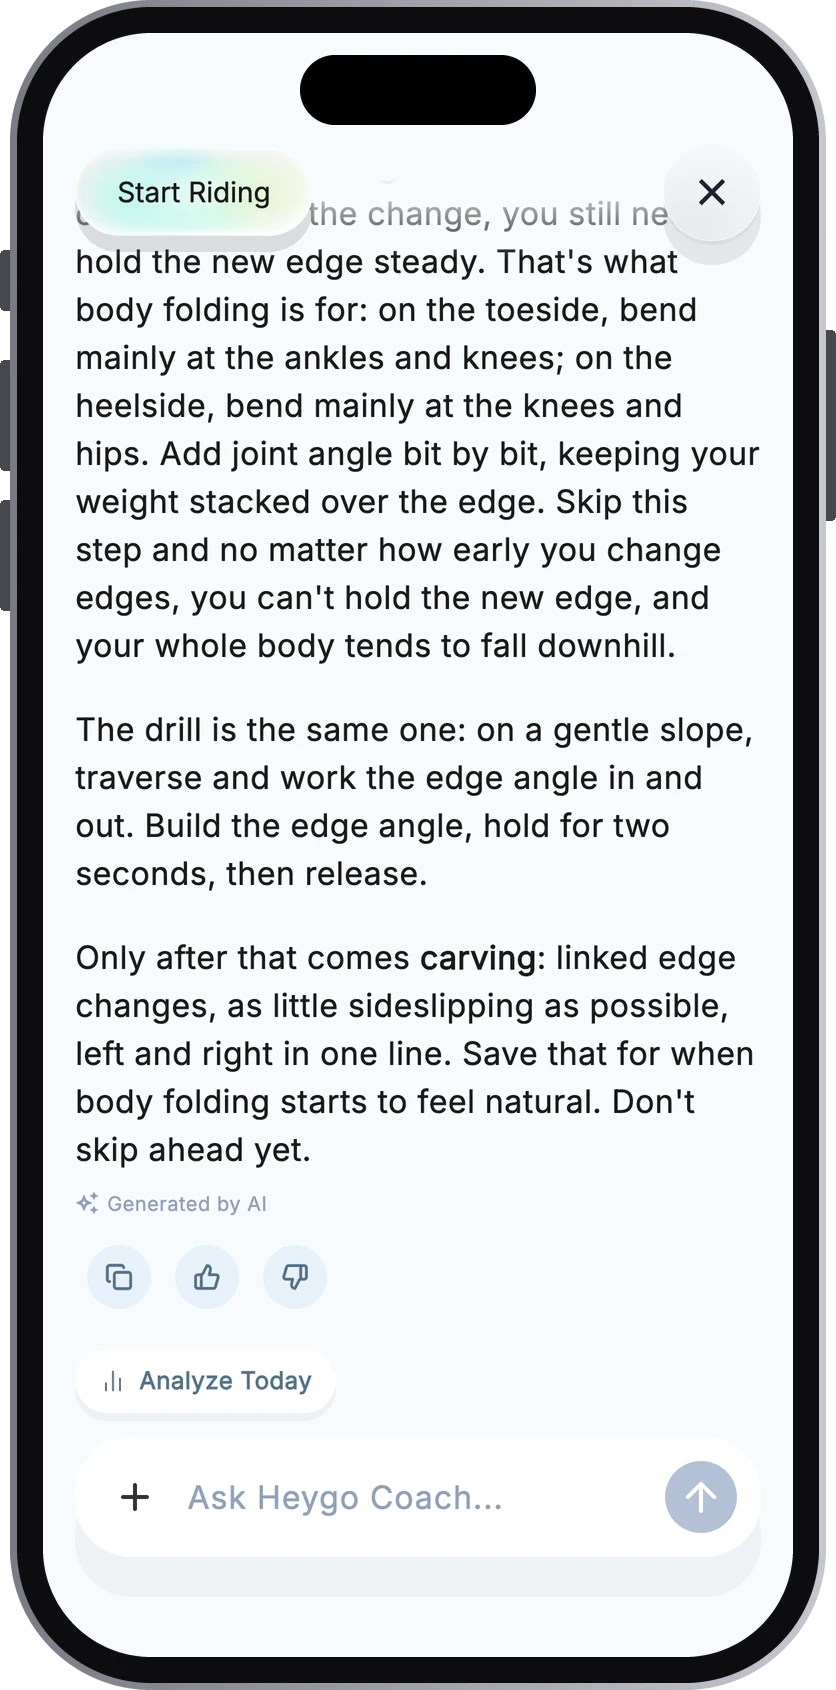 Start Riding
the change, you still ne
hold the new edge steady. That's what
body folding is for: on the toeside, bend
mainly at the ankles and knees; on the
heelside, bend mainly at the knees and
hips. Add joint angle bit by bit, keeping your
weight stacked over the edge. Skip this
step and no matter how early you change
edges, you can't hold the new edge, and
your whole body tends to fall downhill.
The drill is the same one: on a gentle slope,
traverse and work the edge angle in and
out. Build the edge angle, hold for two
seconds, then release.
Only after that comes carving: linked edge
changes, as little sideslipping as possible,
left and right in one line. Save that for when
body folding starts to feel natural. Don't
skip ahead yet.
Generated by AI
Analyze Today
Ask Heygo Coach...